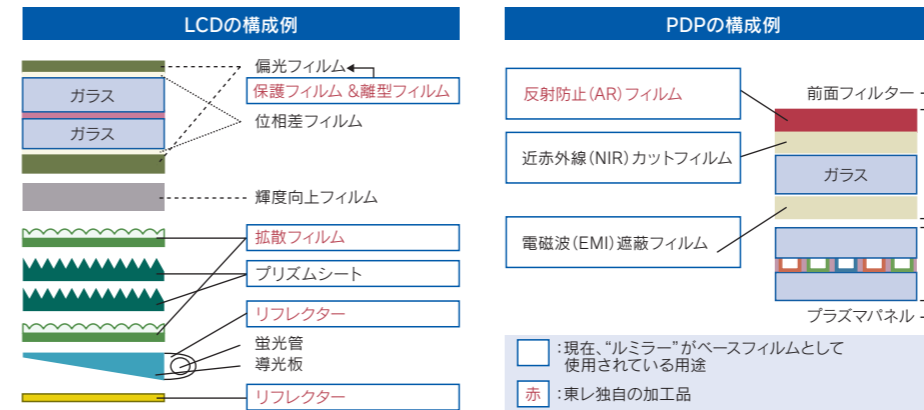 LCDの構成例
偏光フィルム
保護フィルム &離型フィルム
ガラス
位相差フィルム
ガラス
輝度向上フィルム
拡散フィルム
プリズムシート
リフレクター
蛍光管
導光板
リフレクター
PDPの構成例
反射防止(AR)フィルム
前面フィルター
近赤外線(NIR)カットフィルム
ガラス
電磁波(EMI)遮蔽フィルム
プラズマパネル
:現在、“ルミラー”がベースフィルムとして
使用されている用途
赤 :東レ独自の加工品